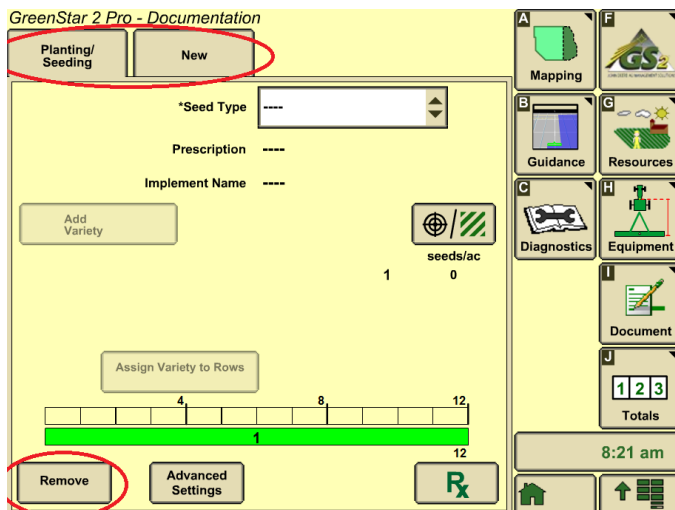 GreenStar 2 Pro - Documentation
Planting/
Seeding
New
*Seed Type
----
Prescription
----
Implement Name
----
Add
Variety
seeds/ac
1 0
Assign Variety to Rows
4 8 12
1
12
Remove
Advanced
Settings
Rx
A
Mapping
F
GS2
B
Guidance
G
Resources
C
Diagnostics
H
Equipment
I
Document
J
1 2 3
Totals
8:21 am